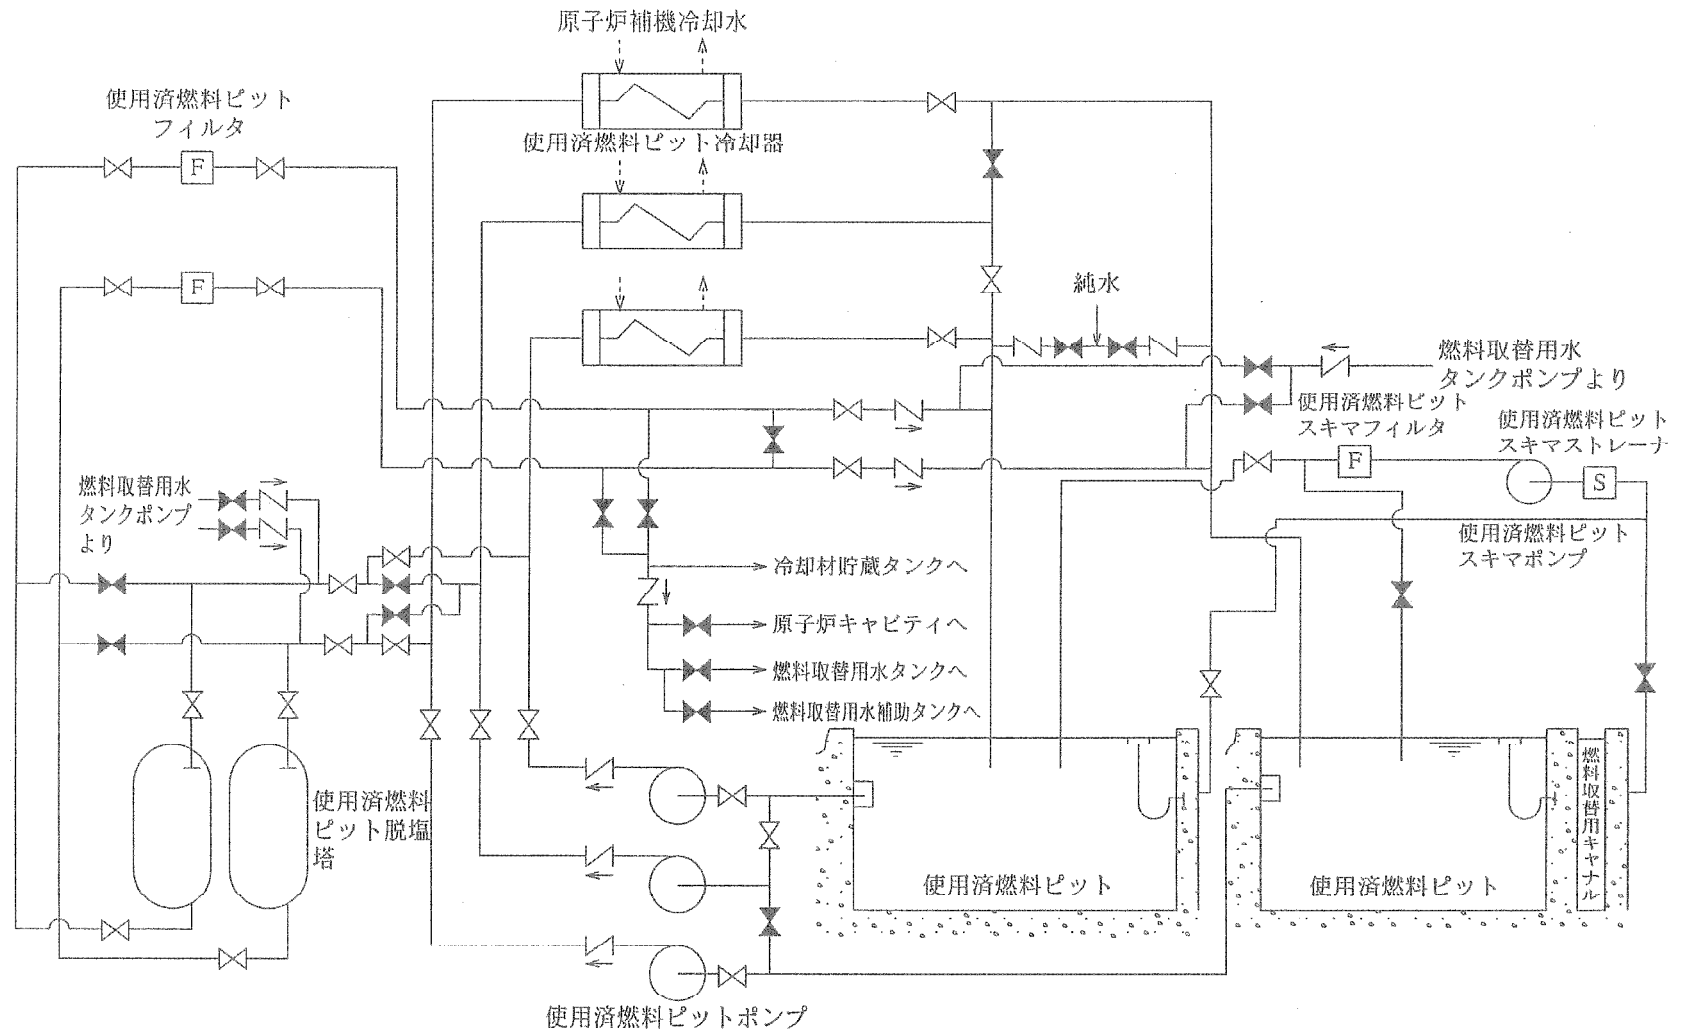 原子炉補機冷却水
使用済燃料ピット
フィルタ
F
使用済燃料ピット冷却器
F
純水
燃料取替用水
タンクポンプより
使用済燃料ピット
スキマフィルタ
F
使用済燃料ピット
スキマストレーナ
S
使用済燃料ピット
スキマポンプ
燃料取替用水
タンクポンプ
より
冷却材貯蔵タンクへ
原子炉キャビティへ
燃料取替用水タンクへ
燃料取替用水補助タンクへ
使用済燃料
ピット脱塩
塔
使用済燃料ピット
使用済燃料ピット
燃料取替用キャナル
使用済燃料ピットポンプ